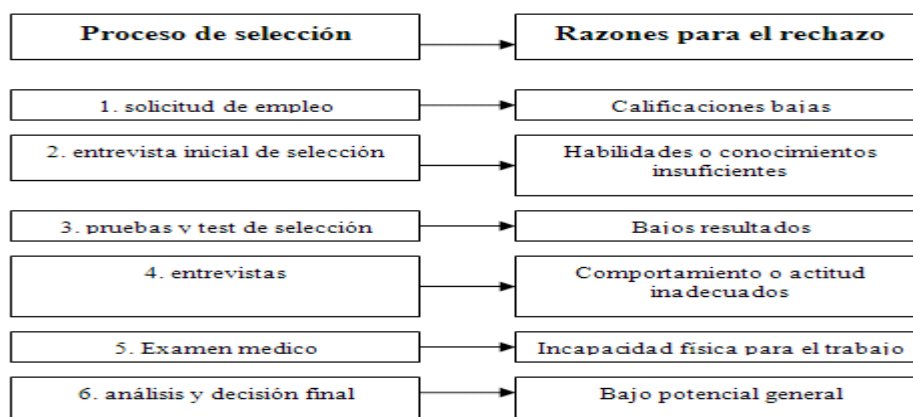 Proceso de selección
Razones para el rechazo
1. solicitud de empleo
Calificaciones bajas
2. entrevista inicial de selección
Habilidades o conocimientos
insuficientes
3. pruebas y test de selección
Bajos resultados
4. entrevistas
Comportamiento o actitud
inadecuados
5. Examen medico
Incapacidad física para el trabajo
6. análisis y decisión final
Bajo potencial general